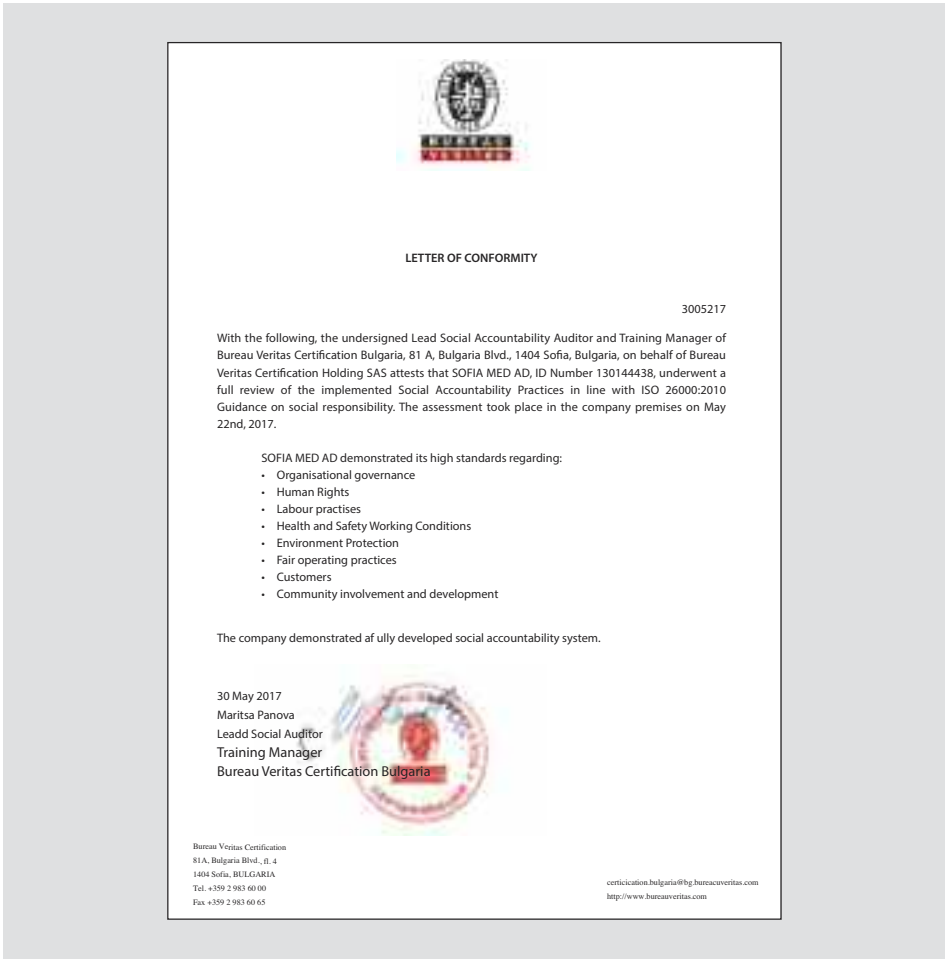 BUREAU
VERITAS
LETTER OF CONFORMITY
3005217
With the following, the undersigned Lead Social Accountability Auditor and Training Manager of
Bureau Veritas Certification Bulgaria, 81 A, Bulgaria Blvd., 1404 Sofia, Bulgaria, on behalf of Bureau
Veritas Certification Holding SAS attests that SOFIA MED AD, ID Number 130144438, underwent a
full review of the implemented Social Accountability Practices in line with ISO 26000:2010
Guidance on social responsibility. The assessment took place in the company premises on May
22nd, 2017.
SOFIA MED AD demonstrated its high standards regarding:
• Organisational governance
• Human Rights
• Labour practises
• Health and Safety Working Conditions
• Environment Protection
• Fair operating practices
• Customers
• Community involvement and development
The company demonstrated af ully developed social accountability system.
30 May 2017
Maritsa Panova
Leadd Social Auditor
Training Manager
Bureau Veritas Certification Bulgaria
Bureau Veritas Certification
81A, Bulgaria Blvd., fl. 4
1404 Sofia, BULGARIA
Tel. +359 2 983 60 00
Fax +359 2 983 60 65
certicication.bulgaria@bg.bureacuveritas.com
http://www.bureauveritas.com